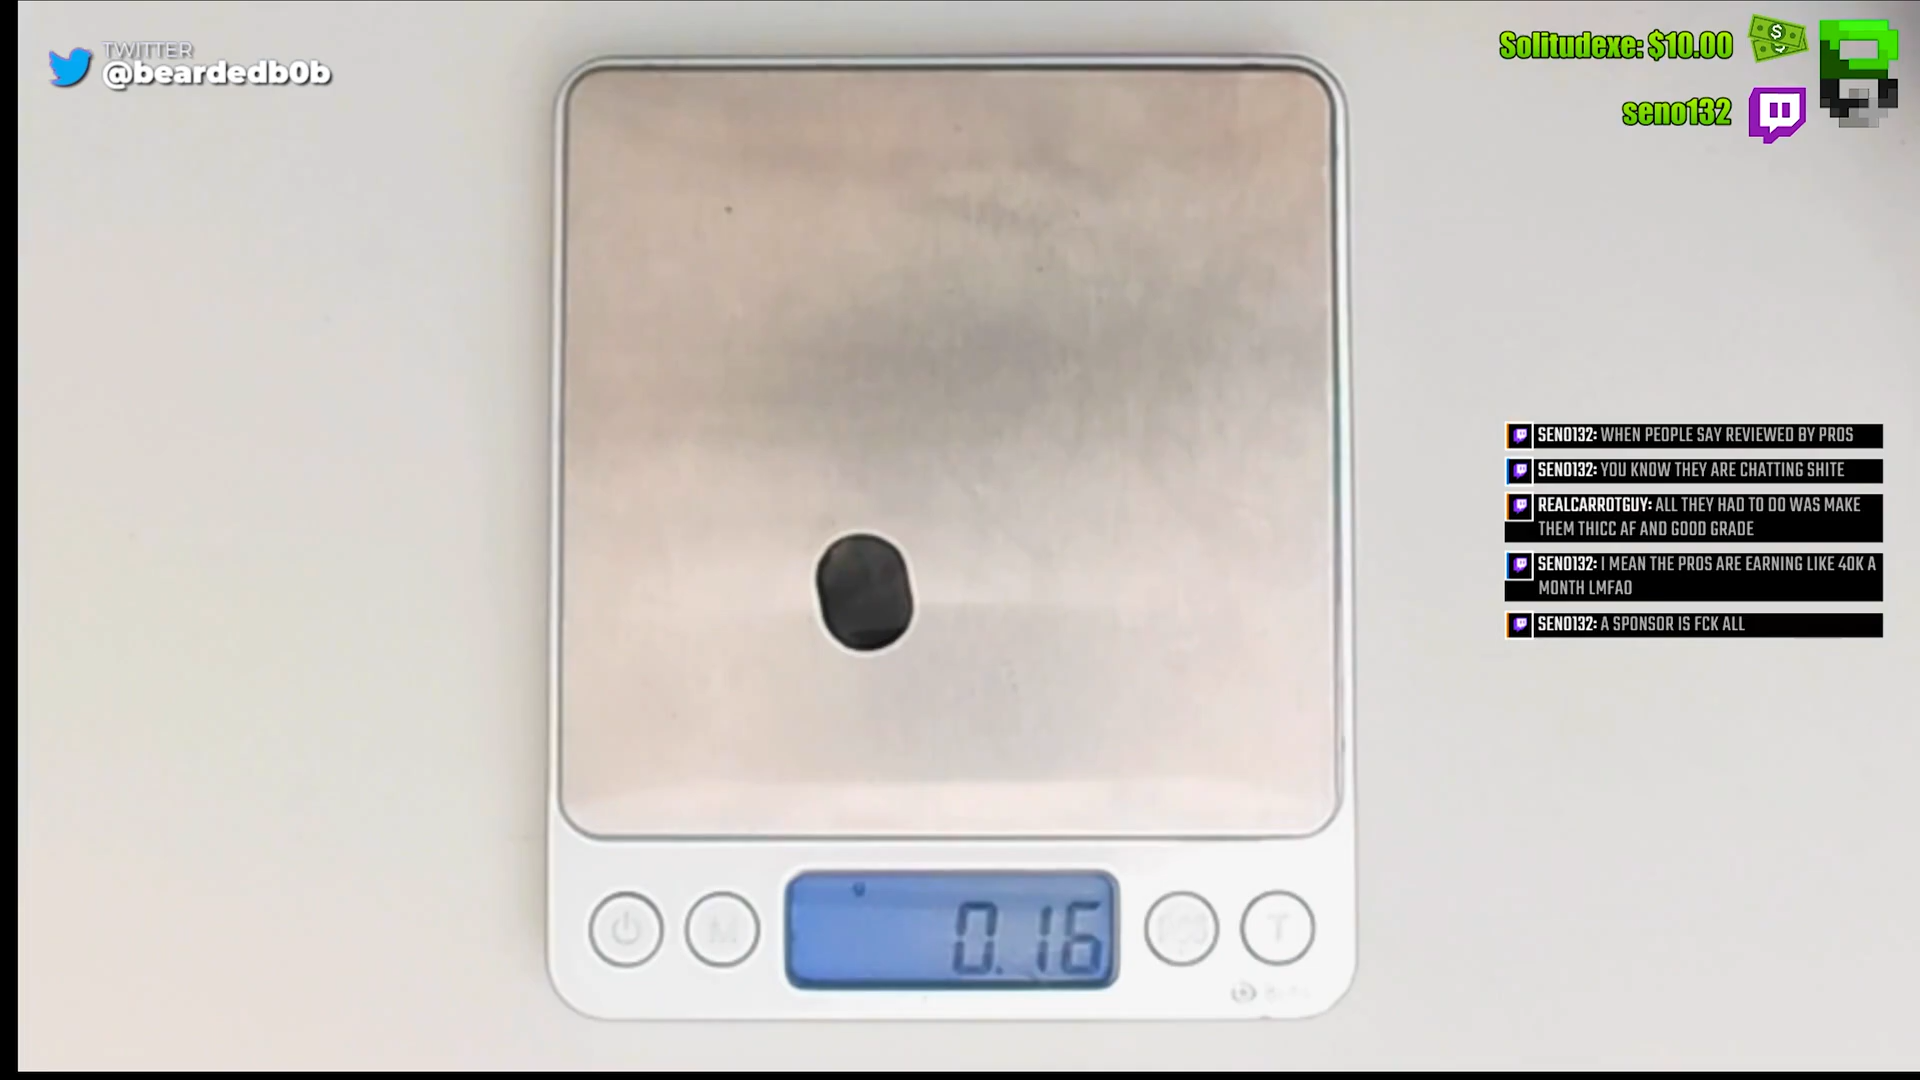 TWITTER
@beardedb0b
Solitudexe: $10.00
seno132
SENO132: WHEN PEOPLE SAY REVIEWED BY PROS
SENO132: YOU KNOW THEY ARE CHATTING SHITE
REALCARROTGUY: ALL THEY HAD TO DO WAS MAKE
THEM THICC AF AND GOOD GRADE
SENO132: I MEAN THE PROS ARE EARNING LIKE 40K A
MONTH LMFAO
SENO132: A SPONSOR IS FCK ALL
g
0.16
M
T